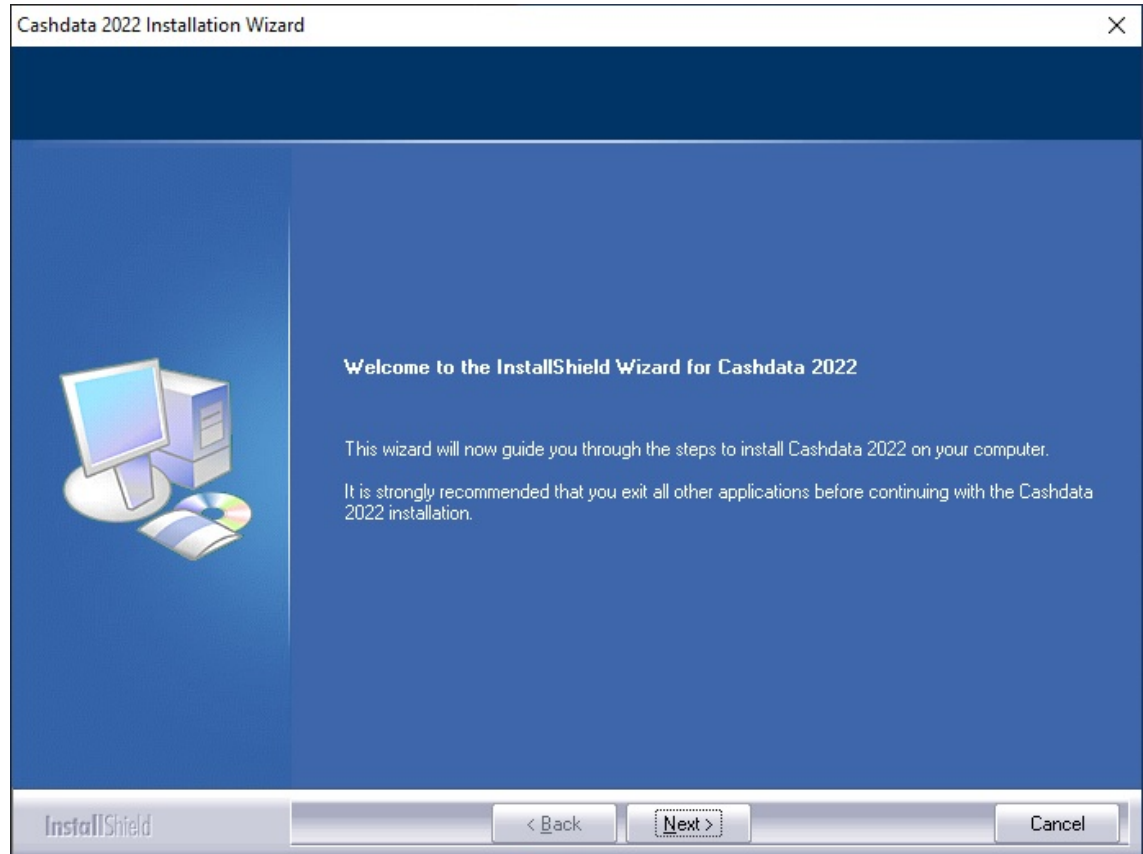 Cashdata 2022 Installation Wizard
Welcome to the InstallShield Wizard for Cashdata 2022
This wizard will now guide you through the steps to install Cashdata 2022 on your computer.
It is strongly recommended that you exit all other applications before continuing with the Cashdata
2022 installation.
InstallShield
< Back
Next >
Cancel